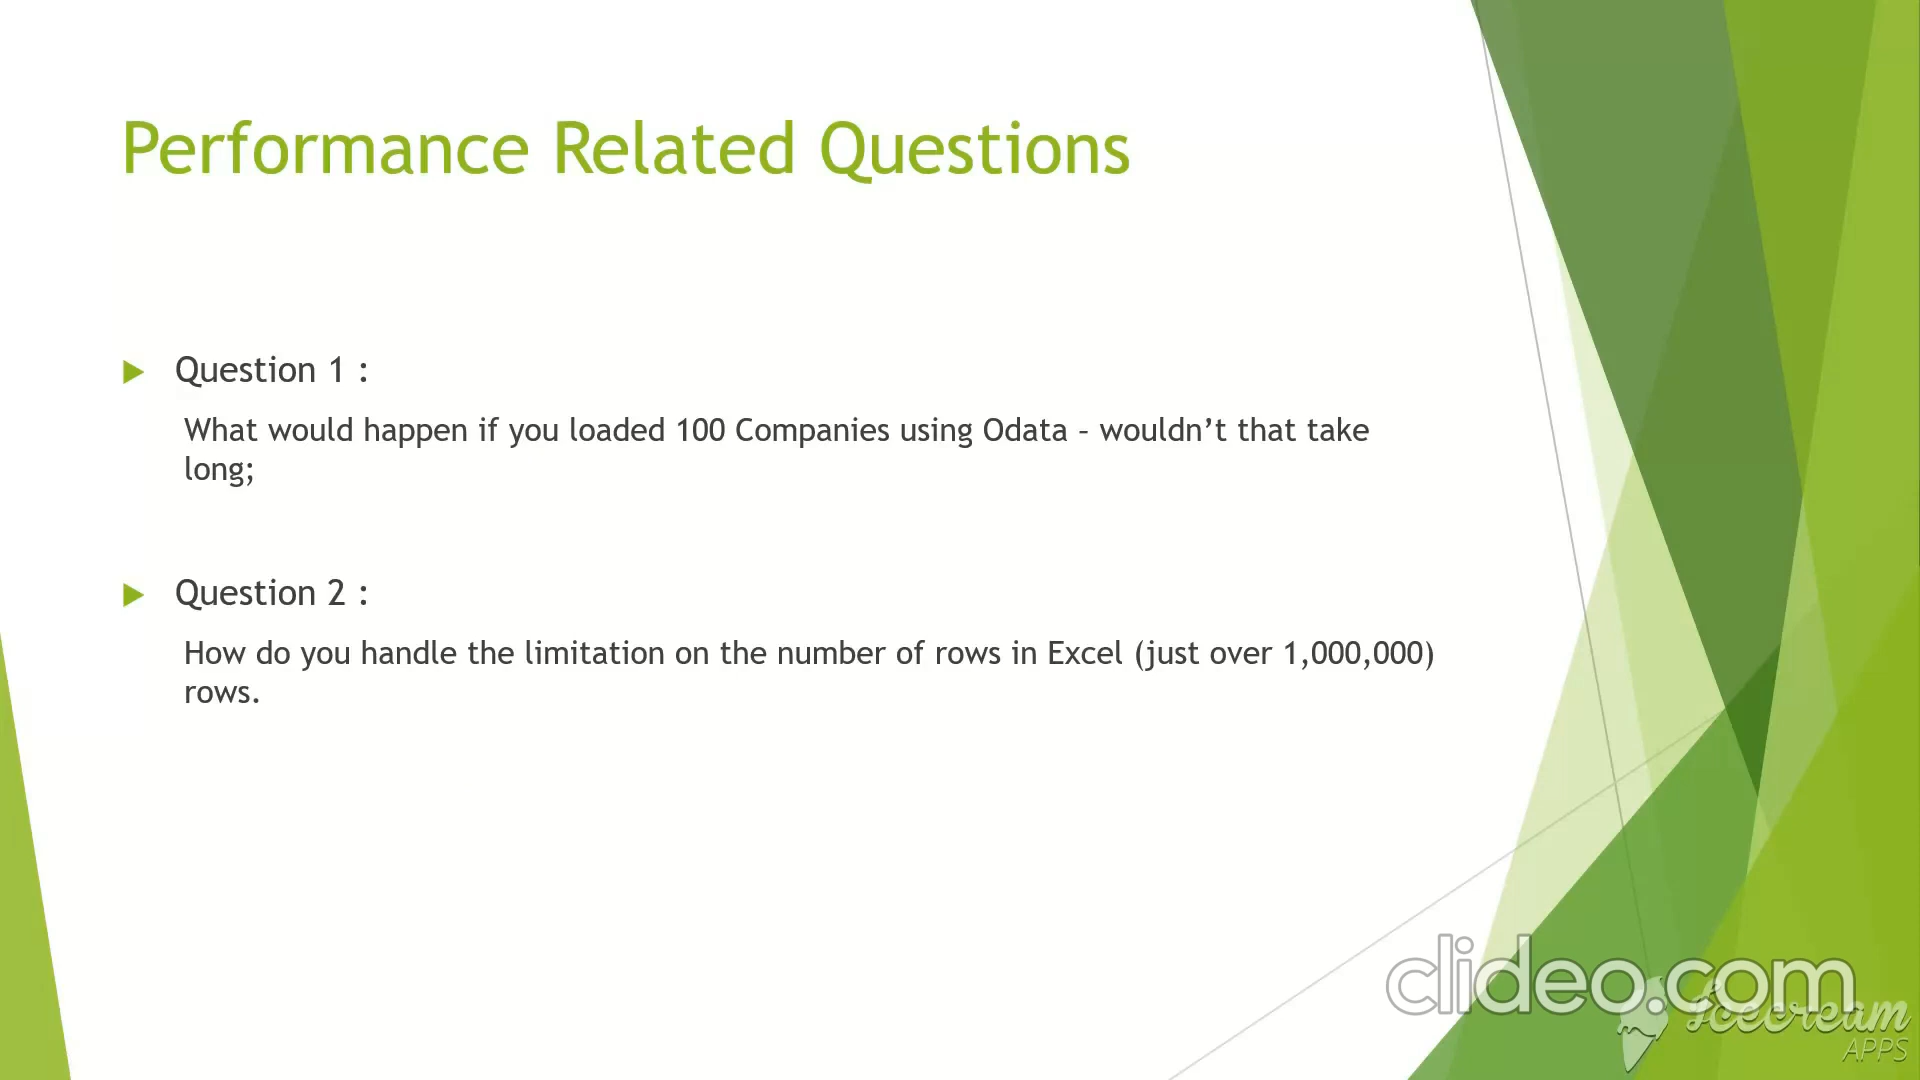 Performance Related Questions
Question 1 :
What would happen if you loaded 100 Companies using Odata – wouldn’t that take
long;
Question 2 :
How do you handle the limitation on the number of rows in Excel (just over 1,000,000)
rows.
clideo.com
Icecream
APPS